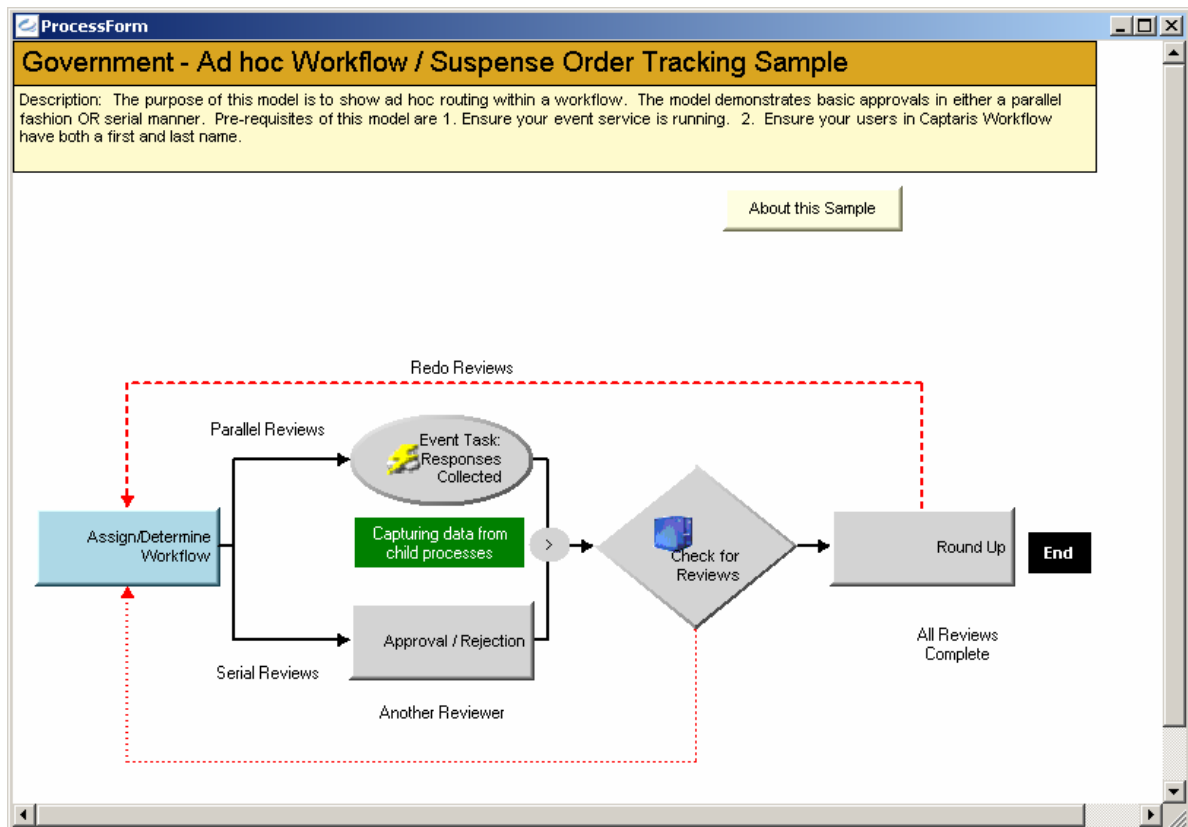 ProcessForm
Government - Ad hoc Workflow / Suspense Order Tracking Sample
Description:  The purpose of this model is to show ad hoc routing within a workflow.  The model demonstrates basic approvals in either a parallel
fashion OR serial manner.  Pre-requisites of this model are 1. Ensure your event service is running.  2.  Ensure your users in Captaris Workflow
have both a first and last name.
About this Sample
Redo Reviews
Parallel Reviews
Event Task:
Responses
Collected
Assign/Determine
Workflow
Capturing data from
child processes
>
Check for
Reviews
Round Up
End
Approval / Rejection
Serial Reviews
Another Reviewer
All Reviews
Complete